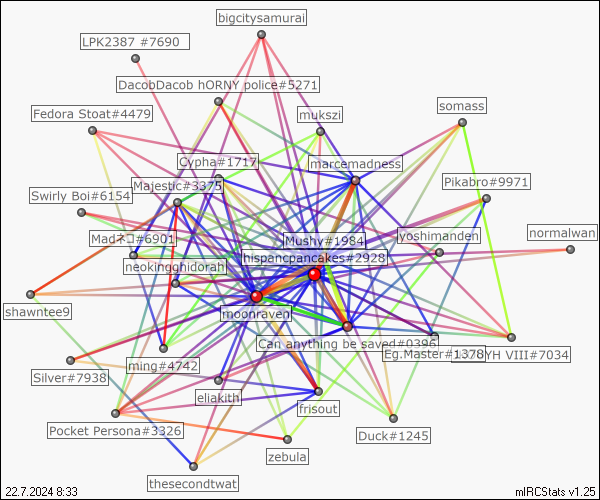 bigcitysamurai
LPK2387 #7690
DacobDacob hORNY police#5271
Fedora Stoat#4479
mukszi
somass
Cypha#1717
marcemadness
Majestic#3375
Pikabro#9971
Swirly Boi#6154
Madネコ#6901
Mushy#1984
yoshimanden
normalwan
hispancpancakes#2928
neokingghidorah
shawntee9
moonraven
Can anything be saved#0396
Eg.Master#1378
YH VIII#7034
ming#4742
Silver#7938
eliakith
frisout
Pocket Persona#3326
Duck#1245
zebula
thesecondtwat
22.7.2024 8:33
mIRCStats v1.25